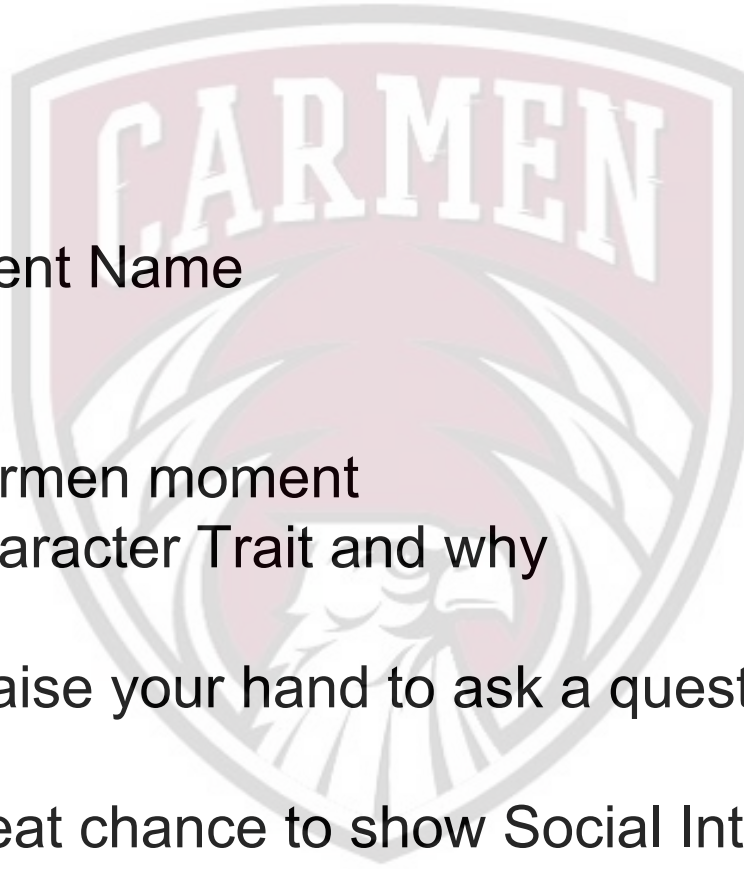 CARMEN
ent Name
rmen moment
aracter Trait and why
aise your hand to ask a quest
eat chance to show Social Int